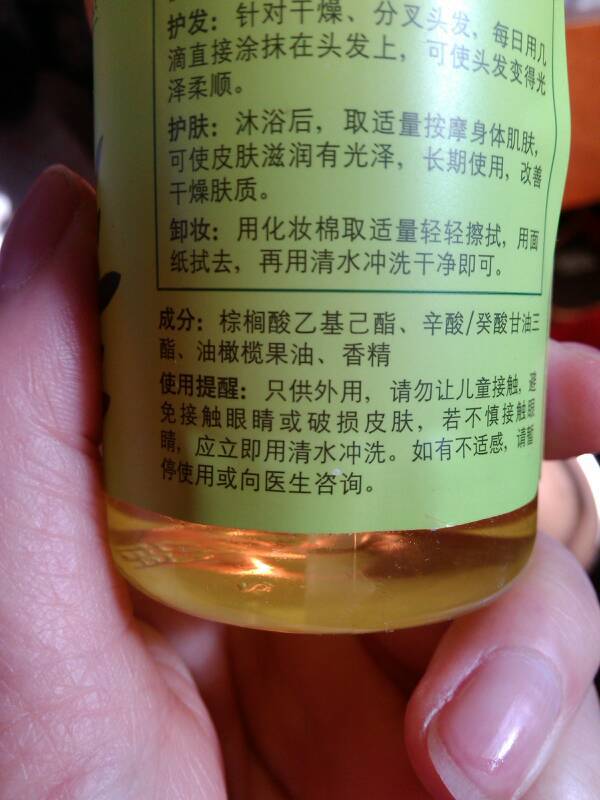 护发：针对干燥、分叉头发，每日用几
滴直接涂抹在头发上，可使头发变得光
泽柔顺。
护肤：沐浴后，取适量按摩身体肌肤，
可使皮肤滋润有光泽，长期使用，改善
干燥肤质。
卸妆：用化妆棉取适量轻轻擦拭，用面
纸拭去，再用清水冲洗干净即可。
成分：棕榈酸乙基己酯、辛酸/癸酸甘油三
酯、油橄榄果油、香精
使用提醒：只供外用，请勿让儿童接触，避
免接触眼睛或破损皮肤，若不慎接触眼
睛，应立即用清水冲洗。如有不适感，请暂
停使用或向医生咨询。